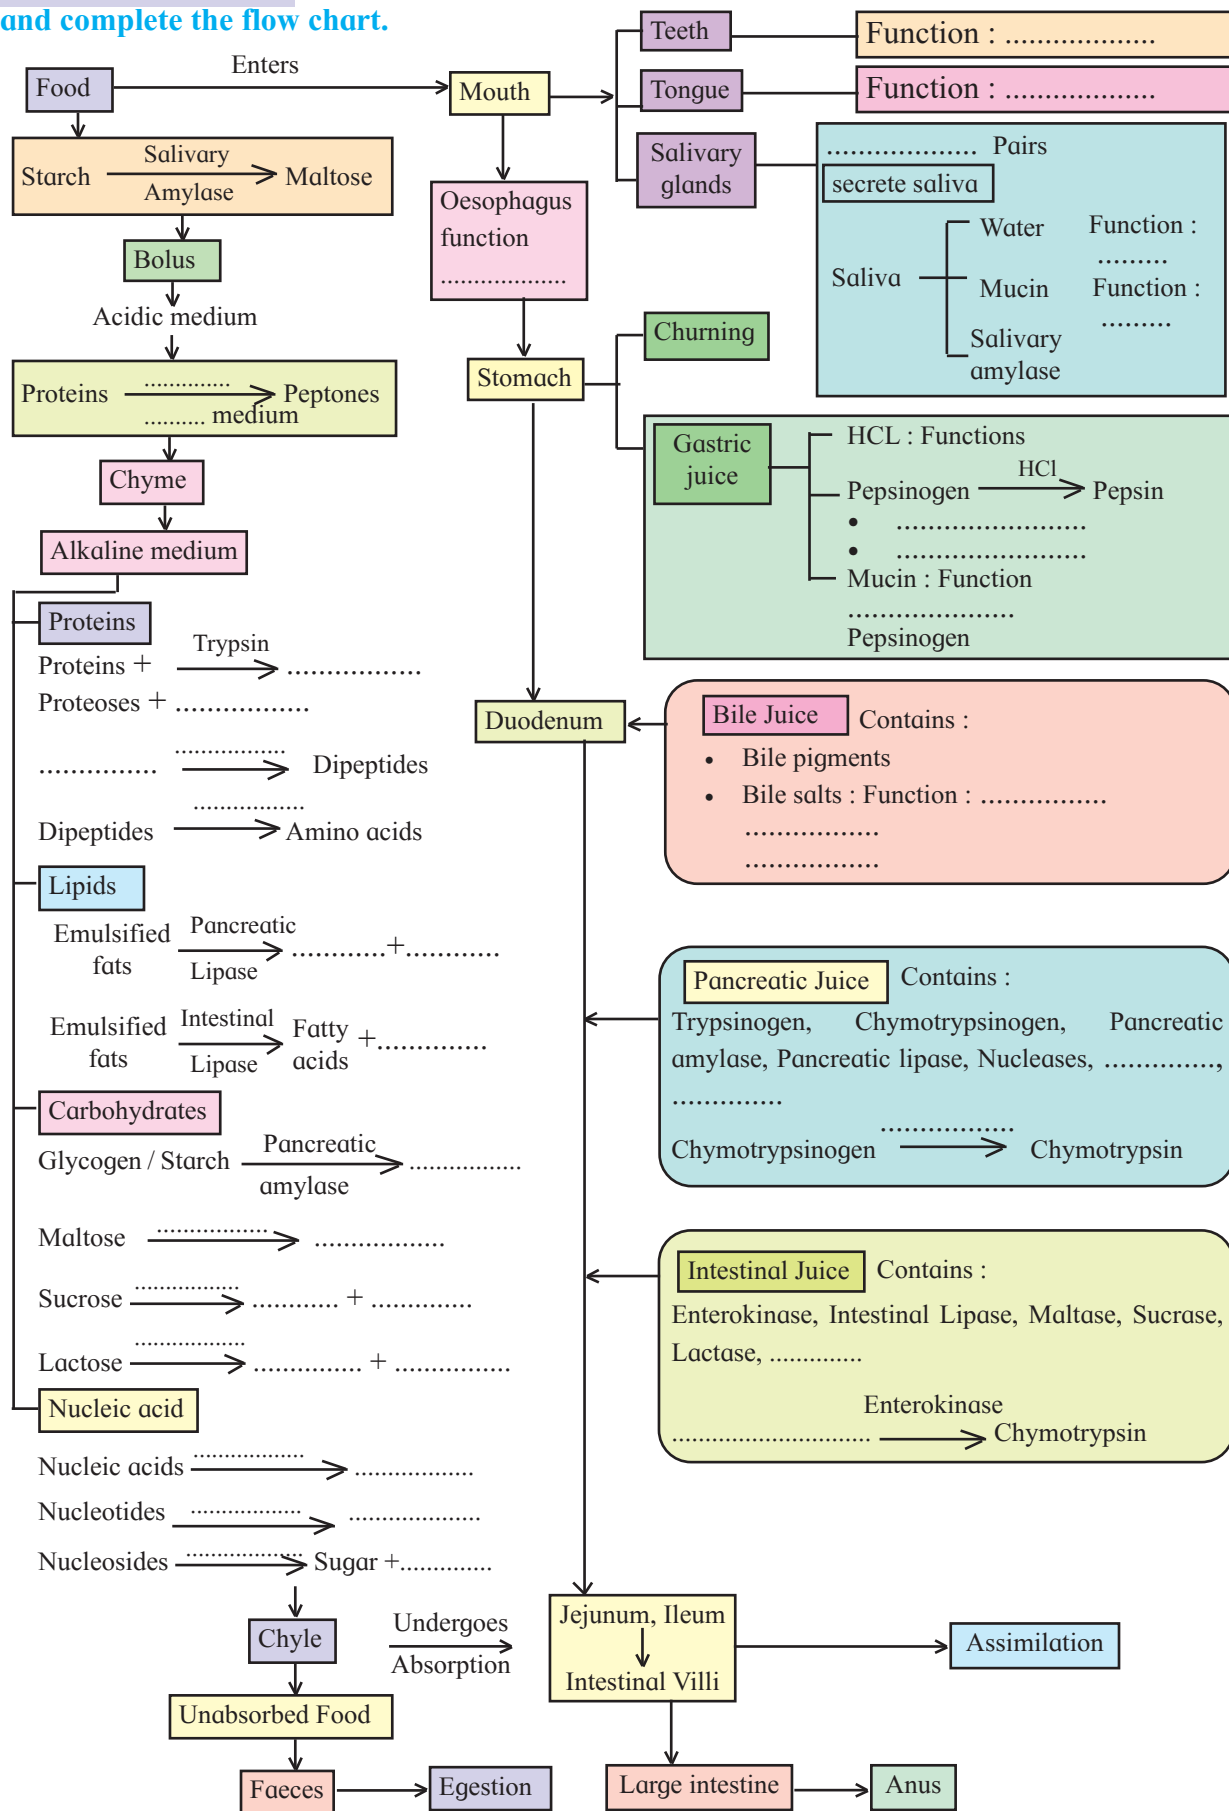 and complete the flow chart.
Food
Enters
Mouth
Teeth
Function : ...................
Tongue
Function : ...................
Salivary
glands
................... Pairs
secrete saliva
Saliva
Water Function :
.........
Mucin Function :
.........
Salivary
amylase
Starch Salivary Maltose
Amylase
Bolus
Acidic medium
Proteins .............. Peptones
.......... medium
Chyme
Alkaline medium
Oesophagus
function
...................
Stomach
Churning
Gastric
juice
HCL : Functions
Pepsinogen HCl Pepsin
• ........................
• ........................
Mucin : Function
.....................
Pepsinogen
Proteins
Proteins + Trypsin .................
Proteoses + .................
............... .................. Dipeptides
..................
Dipeptides Amino acids
Lipids
Emulsified Pancreatic ............+............
fats Lipase
Emulsified Intestinal Fatty +..............
fats Lipase acids
Carbohydrates
Glycogen / Starch Pancreatic ..............
amylase
Maltose .................. .................
Sucrose .................. ........... + .............
Lactose .................. .............. + ...............
Nucleic acid
Nucleic acids .................. ...............
Nucleotides .................. .................
Nucleosides .................. Sugar +............
Chyle
Undergoes
Absorption
Unabsorbed Food
Faeces
Egestion
Duodenum
Bile Juice Contains :
• Bile pigments
• Bile salts : Function : ................
.................
.................
Pancreatic Juice Contains :
Trypsinogen, Chymotrypsinogen, Pancreatic
amylase, Pancreatic lipase, Nucleases, ..............,
..............
.................
Chymotrypsinogen Chymotrypsin
Intestinal Juice Contains :
Enterokinase, Intestinal Lipase, Maltase, Sucrase,
Lactase, ..............
Enterokinase
............................ Chymotrypsin
Jejunum, Ileum
Intestinal Villi
Assimilation
Large intestine
Anus